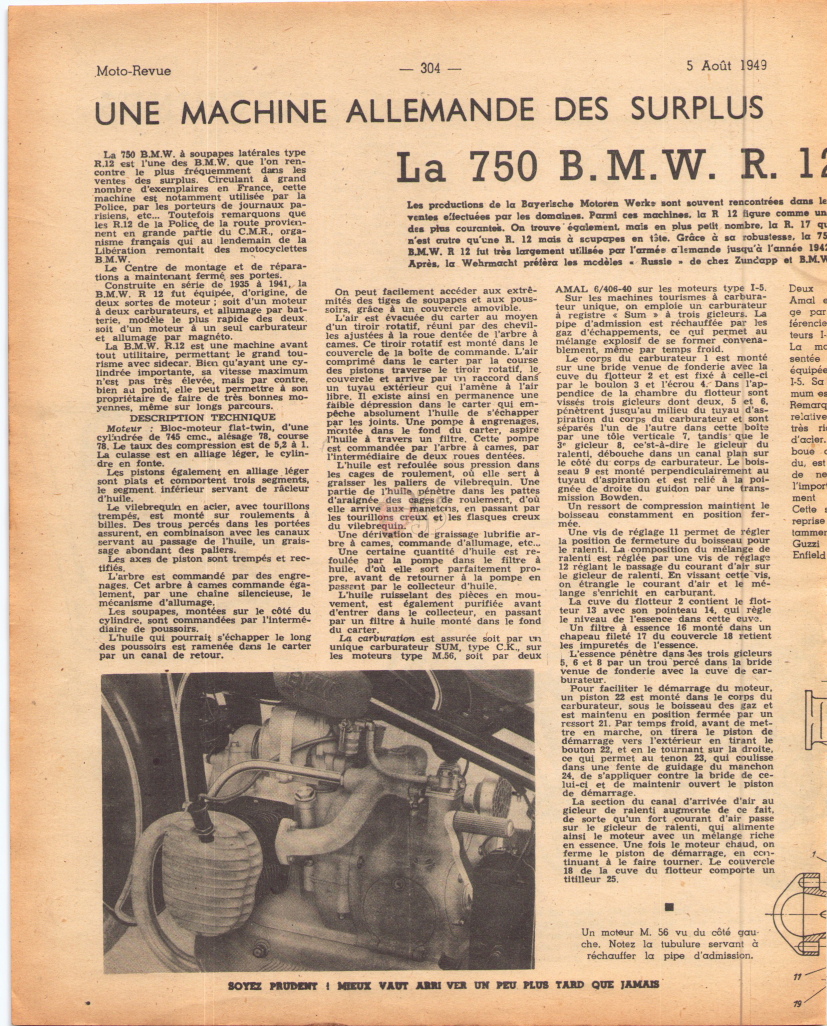 Moto-Revue
— 304 —
5 Août 1949
UNE MACHINE ALLEMANDE DES SURPLUS
La 750 B.M.W. R. 12
La 750 B.M.W. à soupapes latérales type
R.12 est l'une des B.M.W. que l'on ren-
contre le plus fréquemment dans les
ventes des surplus. Circulant à grand
nombre d'exemplaires en France, cette
machine est notamment utilisée par la
Police, par les porteurs de journaux pa-
risiens, etc... Toutefois remarquons que
les R.12 de la Police de la route provien-
nent en grande partie du C.M.R., orga-
nisme français qui au lendemain de la
Libération remontait des motocyclettes
B.M.W.
Le Centre de montage et de répara-
tions a maintenant fermé ses portes.
Construite en série de 1935 à 1941, la
B.M.W. R 12 fut équipée, d'origine, de
deux sortes de moteur ; soit d'un moteur
à deux carburateurs, et allumage par bat-
terie, modèle le plus rapide des deux,
soit d'un moteur à un seul carburateur
et allumage par magnéto.
La B.M.W. R.12 est une machine avant
tout utilitaire, permettant le grand tou-
risme avec sidecar. Bien qu'ayant une cy-
lindrée importante, sa vitesse maximum
n'est pas très élevée, mais par contre,
bien au point, elle peut permettre à son
propriétaire de faire de très bonnes mo-
yennes, même sur longs parcours.
DESCRIPTION TECHNIQUE
Moteur : Bloc-moteur flat-twin, d'une
cylindrée de 745 cmc., alésage 78, course
78. Le taux des compression est de 5,2 à 1.
La culasse est en alliage léger, le cylin-
dre en fonte.
Les pistons également en alliage léger
sont plats et comportent trois segments,
le segment inférieur servant de râcleur
d'huile.
Le vilebrequin en acier, avec tourillons
trempés, est monté sur roulements à
billes. Des trous percés dans les portées
assurent, en combinaison avec les canaux
servant au passage de l'huile, un grais-
sage abondant des paliers.
Les axes de piston sont trempés et rec-
tifiés.
L'arbre est commandé par des engre-
nages. Cet arbre à cames commande éga-
lement, par une chaîne silencieuse, le
mécanisme d'allumage.
Les soupapes, montées sur le côté du
cylindre, sont commandées par l'intermé-
diaire de poussoirs.
L'huile qui pourrait s'échapper le long
des poussoirs est ramenée dans le carter
par un canal de retour.
Les productions de la Bayerische Motoren Werke sont souvent rencontrées dans le
ventes effectuées par les domaines. Parmi ces machines, la R 12 figure comme un
des plus courantes. On trouve également, mais en plus petit nombre, la R. 17 qu
n'est autre qu'une R. 12 mais à soupapes en tête. Grâce à sa robustesse, la 75
B.M.W. R 12 fut très largement utilisée par l'armée allemande jusqu'à l'année 1942
Après, la Wehrmacht préféra les modèles « Russie » de chez Zundapp et B.M.W
On peut facilement accéder aux extré-
mités des tiges de soupapes et aux pous-
soirs, grâce à un couvercle amovible.
L'air est évacuée du carter au moyen
d'un tiroir rotatif, réuni par des chevil-
les ajustées à la roue dentée de l'arbre à
cames. Ce tiroir rotatif est monté dans le
couvercle de la boîte de commande. L'air
comprimé dans le carter par la course
des pistons traverse le tiroir rotatif, le
couvercle et arrive par un raccord dans
un tuyau extérieur qui l'amène à l'air
libre. Il existe ainsi en permanence une
faible dépression dans le carter qui em-
pêche absolument l'huile de s'échapper
par les joints. Une pompe à engrenages,
montée dans le fond du carter, aspire
l'huile à travers un filtre. Cette pompe
est commandée par l'arbre à cames, par
l'intermédiaire de deux roues dentées.
L'huile est refoulée sous pression dans
les cages de roulement, où elle sert à
graisser les paliers de vilebrequin. Une
partie de l'huile pénètre dans les pattes
d'araignée des cages de roulement, d'où
elle arrive aux manetons, en passant par
les tourillons creux et les flasques creux
du vilebrequin.
Une dérivation de graissage lubrifie ar-
bre à cames, commande d'allumage, etc...
Une certaine quantité d'huile est re-
foulée par la pompe dans le filtre à
huile, d'où elle sort parfaitement pro-
pre, avant de retourner à la pompe en
passant par le collecteur d'huile.
L'huile ruisselant des pièces en mou-
vement, est également purifiée avant
d'entrer dans le collecteur, en passant
par un filtre à huile monté dans le fond
du carter.
La carburation est assurée soit par un
unique carburateur SUM, type C.K., sur
les moteurs type M.56, soit par deux
AMAL 6/406-40 sur les moteurs type I-5.
Sur les machines tourismes à carbura-
teur unique, on emploie un carburateur
à registre « Sum » à trois gicleurs. La
pipe d'admission est réchauffée par les
gaz d'échappements, ce qui permet au
mélange explosif de se former convena-
blement, même par temps froid.
Le corps du carburateur 1 est monté
sur une bride venue de fonderie avec la
cuve du flotteur 2 et est fixé à celle-ci
par le boulon 3 et l'écrou 4. Dans l'ap-
pendice de la chambre du flotteur sont
vissés trois gicleurs dont deux, 5 et 6,
pénètrent jusqu'au milieu du tuyau d'as-
piration du corps du carburateur et sont
séparés l'un de l'autre dans cette boîte
par une tôle verticale 7, tandis que le
3e gicleur 8, c'est-à-dire le gicleur du
ralenti, débouche dans un canal plan sur
le côté du corps de carburateur. Le bois-
seau 9 est monté perpendiculairement au
tuyau d'aspiration et est relié à la poi-
gnée de droite du guidon par une trans-
mission Bowden.
Un ressort de compression maintient le
boisseau constamment en position fer-
mée.
Une vis de réglage 11 permet de régler
la position de fermeture du boisseau pour
le ralenti. La composition du mélange de
ralenti est réglée par une vis de réglage
12 réglant le passage du courant d'air sur
le gicleur de ralenti. En vissant cette vis,
on étrangle le courant d'air et le mé-
lange s'enrichit en carburant.
La cuve du flotteur 2 contient le flot-
teur 13 avec son pointeau 14, qui règle
le niveau de l'essence dans cette cuve.
Un filtre à essence 16 monté dans un
chapeau fileté 17 du couvercle 18 retient
les impuretés de l'essence.
L'essence pénètre dans les trois gicleurs
5, 6 et 8 par un trou percé dans la bride
venue de fonderie avec la cuve de car-
burateur.
Pour faciliter le démarrage du moteur,
un piston 22 est monté dans le corps du
carburateur, sous le boisseau des gaz et
est maintenu en position fermée par un
ressort 21. Par temps froid, avant de met-
tre en marche, on tirera le piston de
démarrage vers l'extérieur en tirant le
bouton 22, et en le tournant sur la droite,
ce qui permet au tenon 23, qui coulisse
dans une fente de guidage du manchon
24, de s'appliquer contre la bride de ce-
lui-ci et de maintenir ouvert le piston
de démarrage.
La section du canal d'arrivée d'air au
gicleur de ralenti augmente de ce fait,
de sorte qu'un fort courant d'air passe
sur le gicleur de ralenti, qui alimente
ainsi le moteur avec un mélange riche
en essence. Une fois le moteur chaud, on
ferme le piston de démarrage, en con-
tinuant à le faire tourner. Le couvercle
18 de la cuve du flotteur comporte un
titilleur 25.
Un moteur M. 56 vu du côté gau-
che. Notez la tubulure servant à
réchauffer la pipe d'admission.
Deux
Amal e
ge par
férencie
teurs I-
La mo
sentée
équipée
I-5. Sa
mum es
Remarq
relative
très ri
d'acier.
boue c
du, est
de ne
l'impor
ment
Cette r
reprise
tammer
Guzzi
Enfield
1
11
19
SOYEZ PRUDENT ! MIEUX VAUT ARRIVER UN PEU PLUS TARD QUE JAMAIS